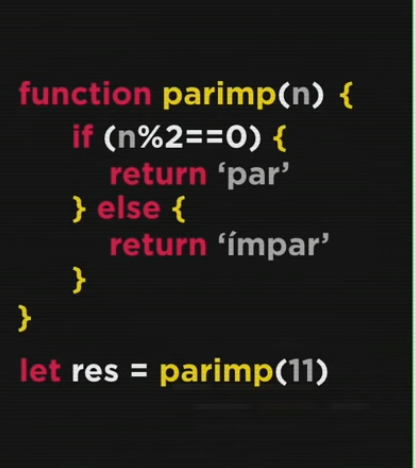 function parimp(n) {
if (n%2==0) {
return ‘par’
} else {
return ‘ímpar’
}
}
let res = parimp(11)